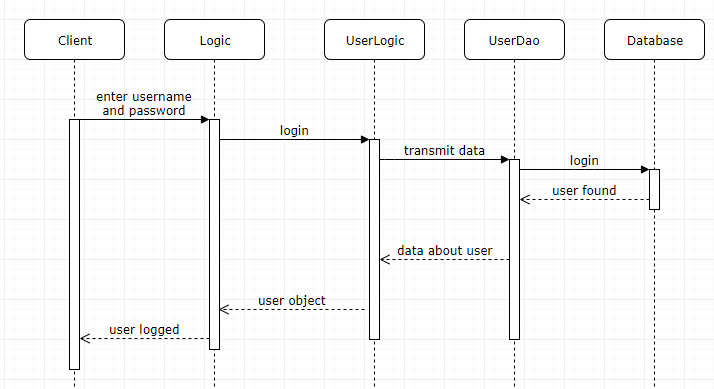 Client
Logic
UserLogic
UserDao
Database
enter username
and password
login
transmit data
login
user found
data about user
user object
user logged